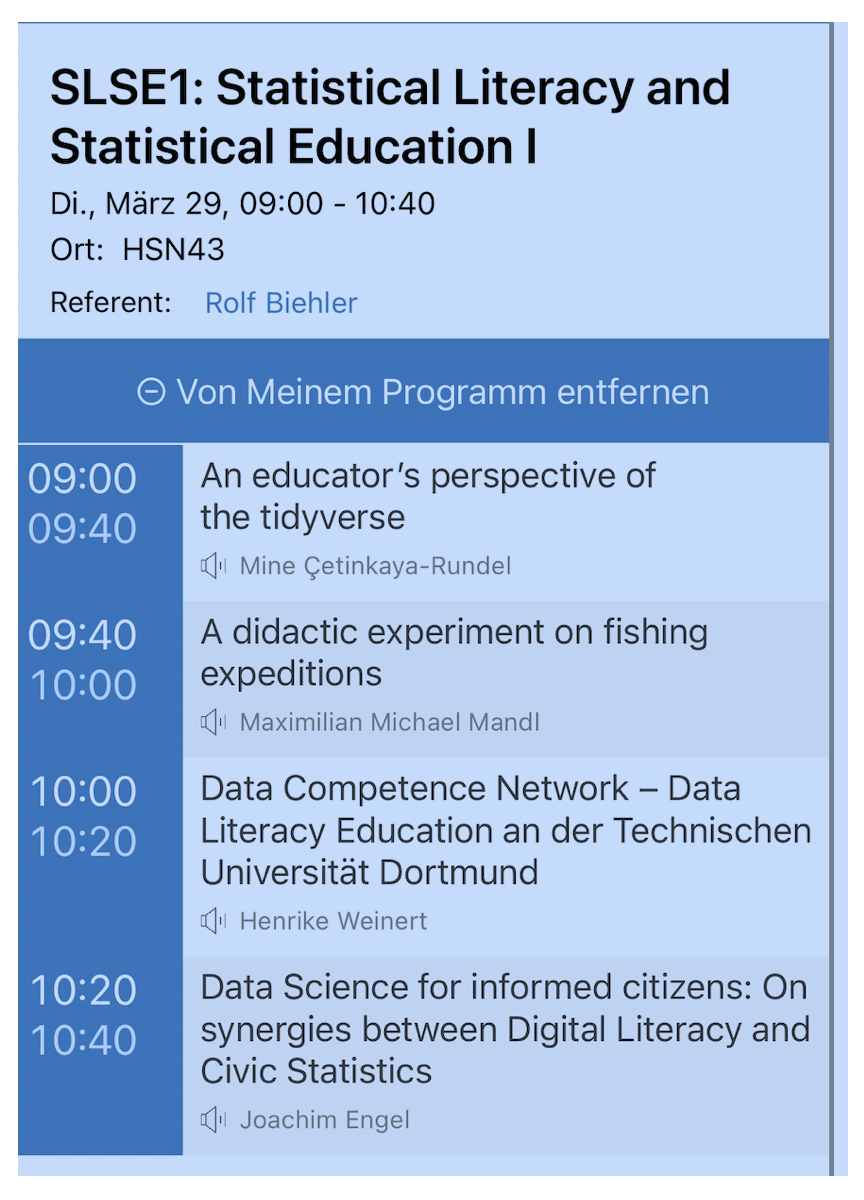 SLSE1: Statistical Literacy and
Statistical Education I
Di., März 29, 09:00 - 10:40
Ort: HSN43
Referent: Rolf Biehler
Von Meinem Programm entfernen
09:00
09:40
An educator’s perspective of
the tidyverse
Mine Çetinkaya-Rundel
09:40
10:00
A didactic experiment on fishing
expeditions
Maximilian Michael Mandl
10:00
10:20
Data Competence Network – Data
Literacy Education an der Technischen
Universität Dortmund
Henrike Weinert
10:20
10:40
Data Science for informed citizens: On
synergies between Digital Literacy and
Civic Statistics
Joachim Engel